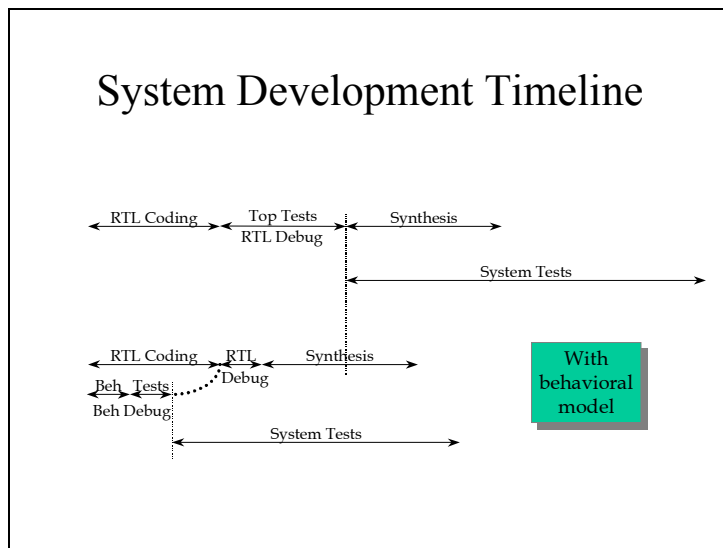 System Development Timeline
RTL Coding
Top Tests
Synthesis
RTL Debug
System Tests
RTL Coding
RTL
Synthesis
Debug
Beh
Tests
Beh Debug
System Tests
With
behavioral
model